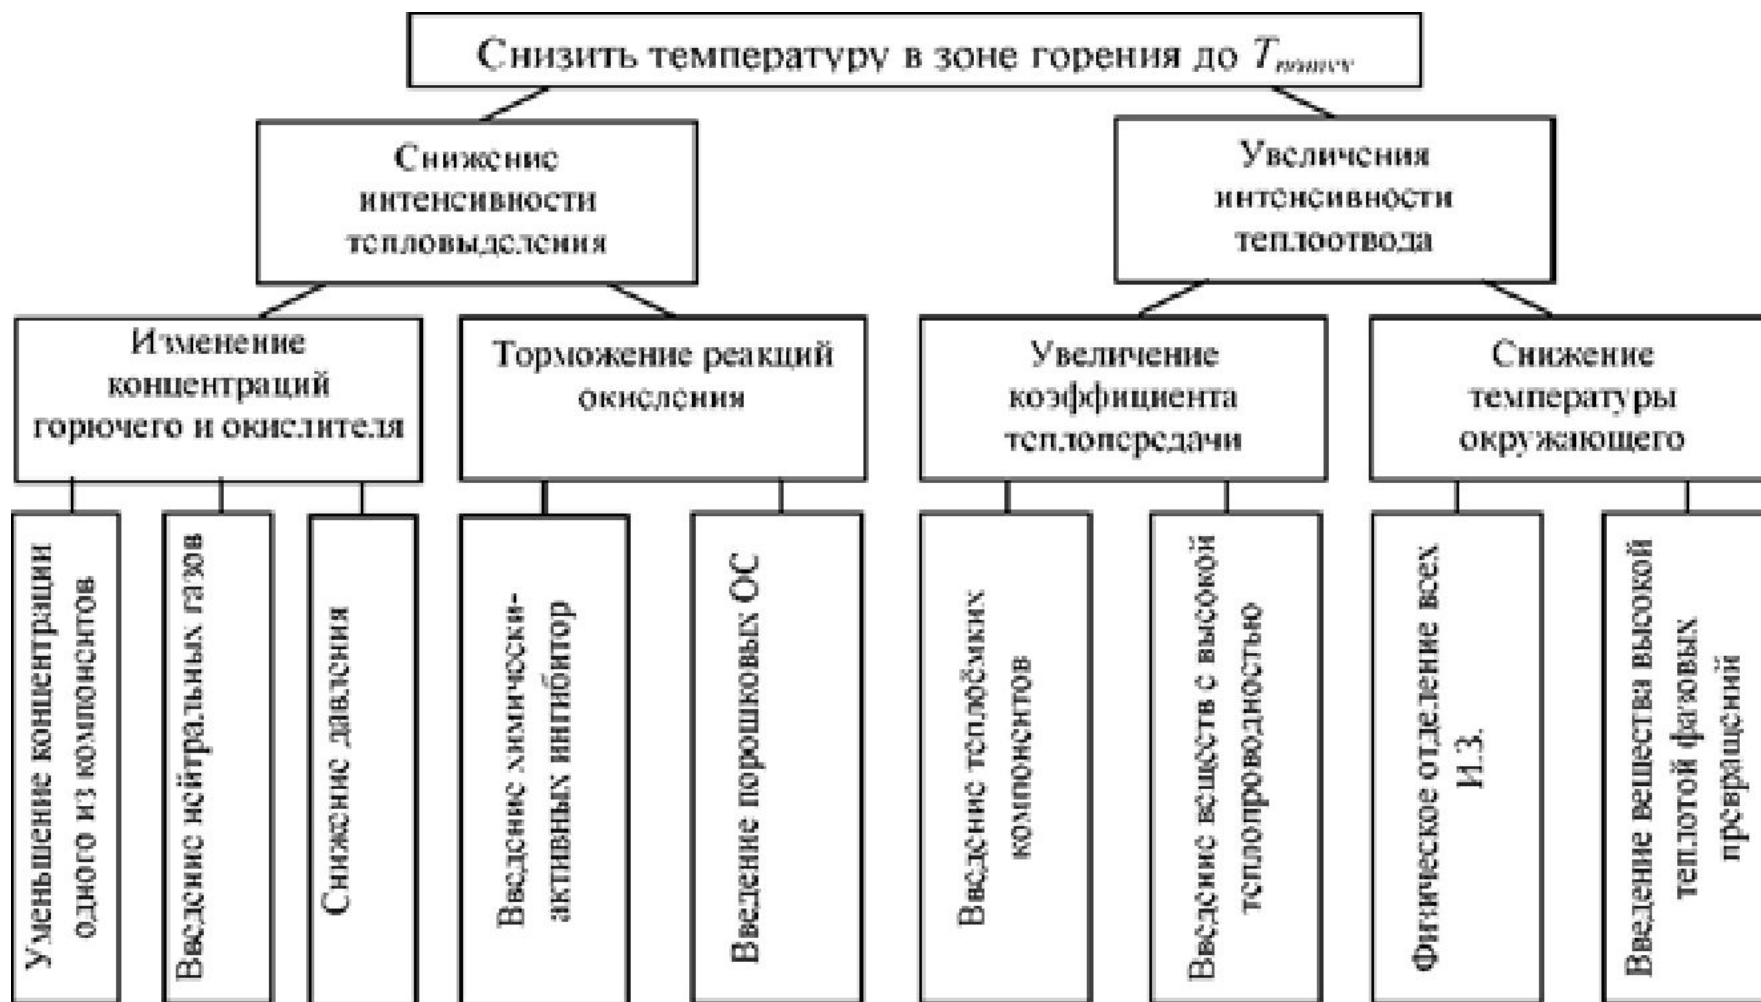 Снизить температуру в зоне горения до Tпотух
Снижение
интенсивности
тепловыделения
Увеличения
интенсивности
теплоотвода
Изменение
концентраций
горючего и окислителя
Торможение реакций
окисления
Увеличение
коэффициента
теплопередачи
Снижение
температуры
окружающего
Уменьшение концентрации
одного из компонентов
Введение нейтральных газов
Снижение давления
Введение химически-
активных ингибитор
Введение порошковых ОС
Введение теплоёмких
компонентов
Введение веществ с высокой
теплопроводностью
Физическое отделение всех
И.З.
Введение вещества высокой
теплотой фазовых
превращений